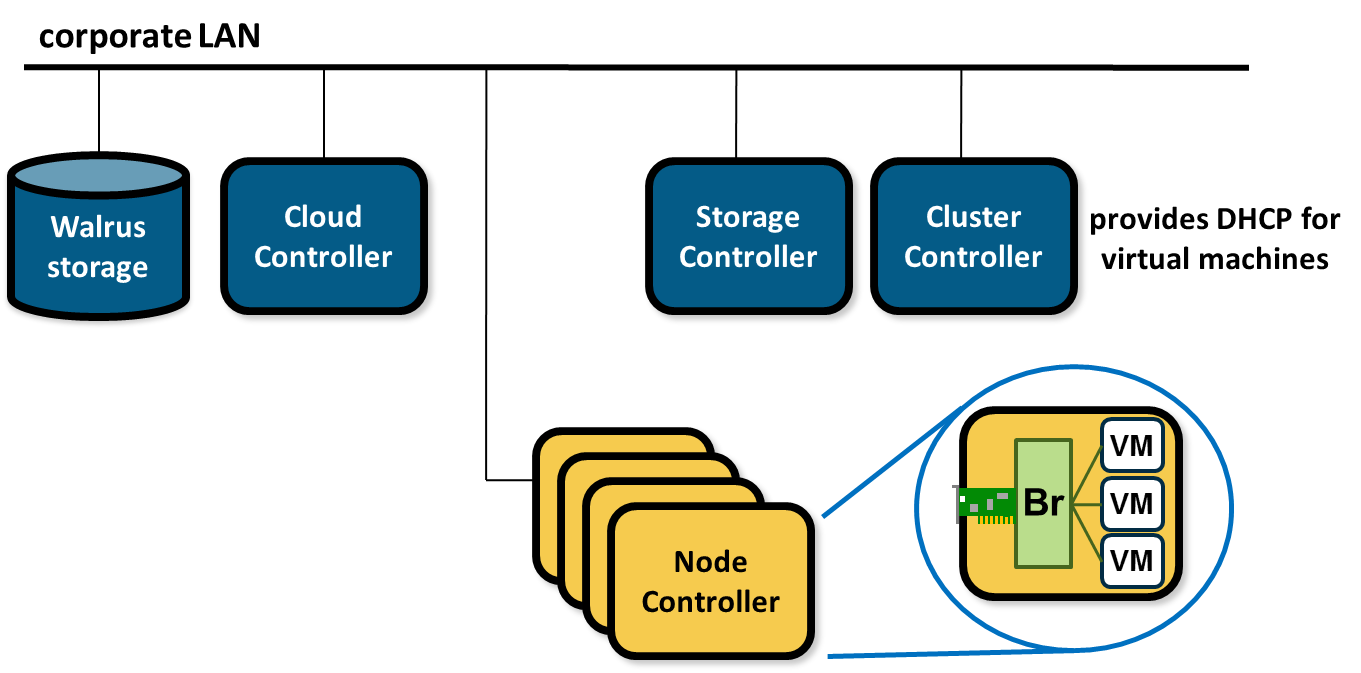 corporate LAN
Walrus
storage
Cloud
Controller
Storage
Controller
Cluster
Controller
provides DHCP for
virtual machines
Node
Controller
Br
VM
VM
VM